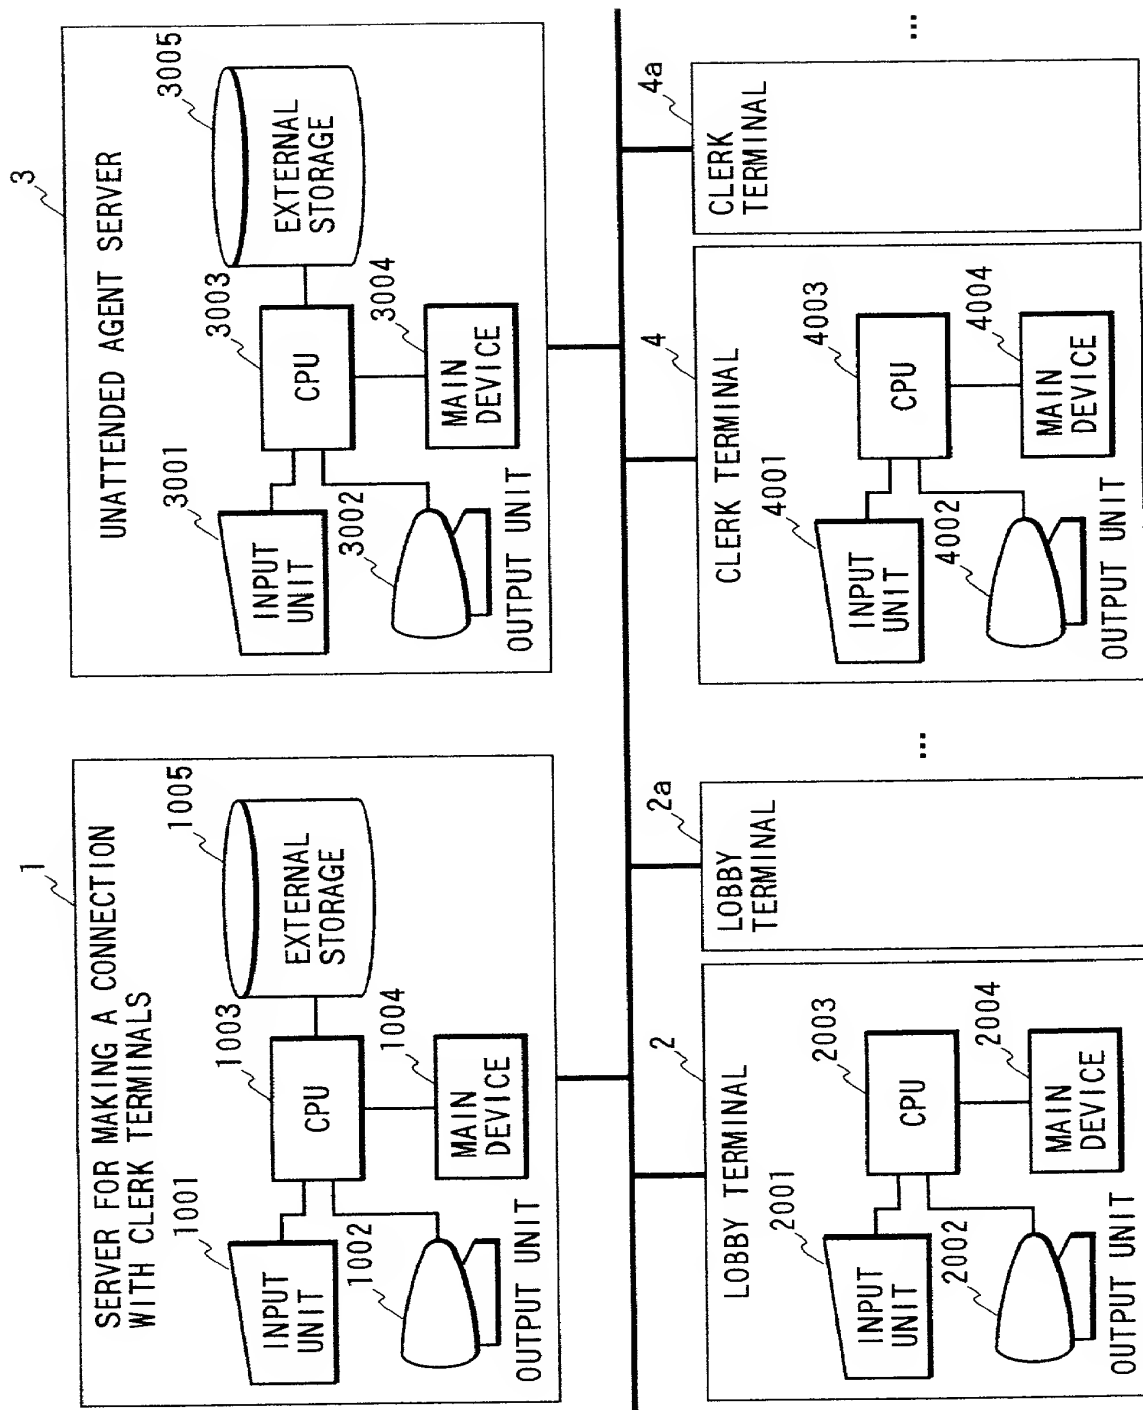 1
SERVER FOR MAKING A CONNECTION
WITH CLERK TERMINALS
1001
INPUT
UNIT
1002
OUTPUT UNIT
1003
CPU
1004
MAIN
DEVICE
1005
EXTERNAL
STORAGE
3
UNATTENDED AGENT SERVER
3001
INPUT
UNIT
3002
OUTPUT UNIT
3003
CPU
3004
MAIN
DEVICE
3005
EXTERNAL
STORAGE
2
LOBBY TERMINAL
2001
INPUT
UNIT
2002
OUTPUT UNIT
2003
CPU
2004
MAIN
DEVICE
2a
LOBBY
TERMINAL
...
4
CLERK TERMINAL
4001
INPUT
UNIT
4002
OUTPUT UNIT
4003
CPU
4004
MAIN
DEVICE
4a
CLERK
TERMINAL
...